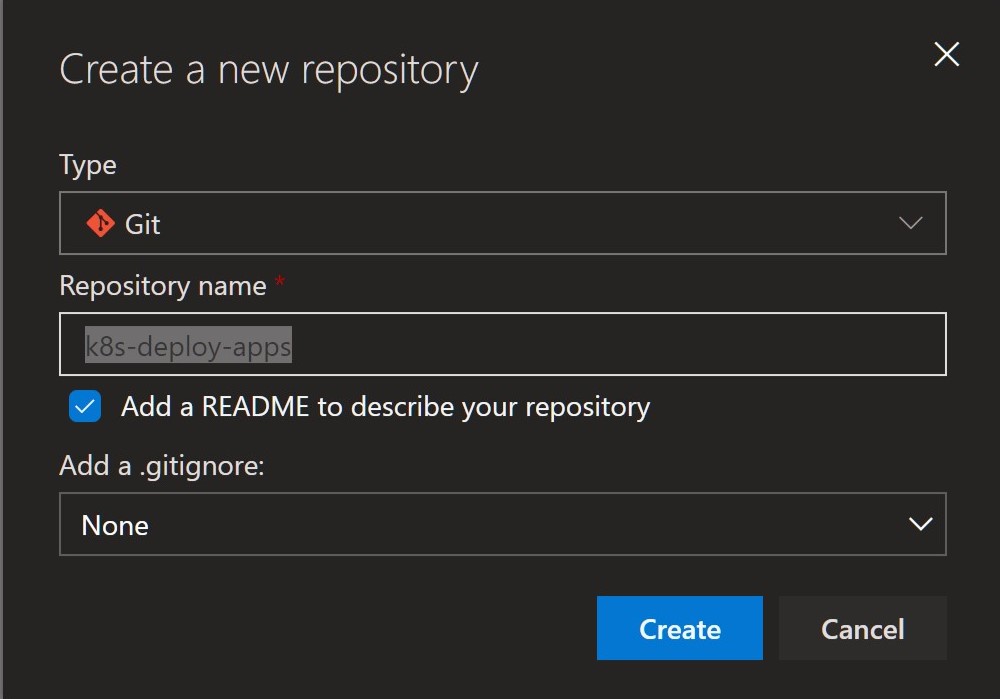 Create a new repository
Type
Git
Repository name *
k8s-deploy-apps
Add a README to describe your repository
Add a .gitignore:
None
Create
Cancel